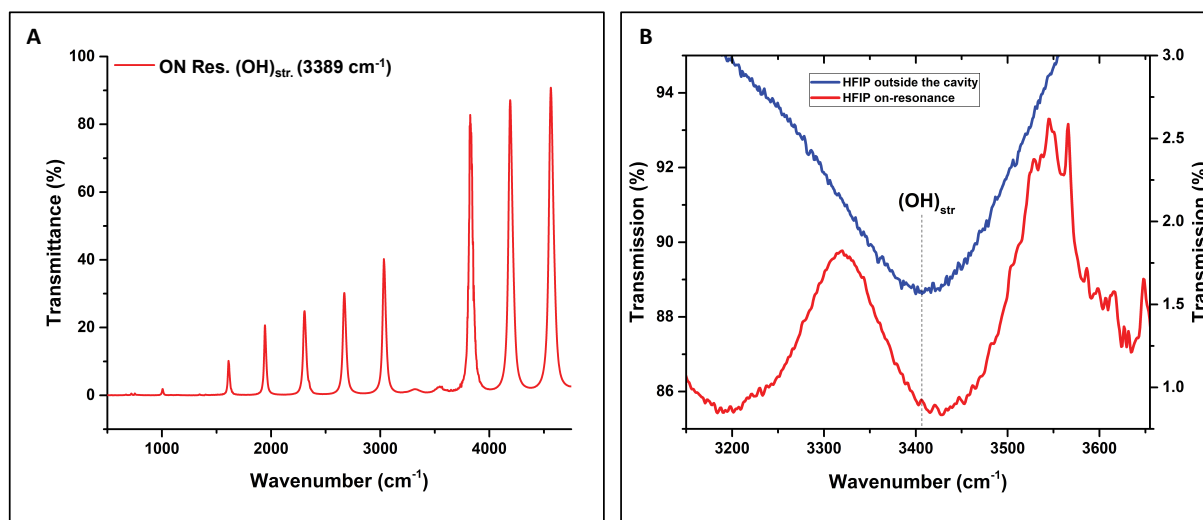 A
ON Res. (OH)str. (3389 cm-1)
100
80
60
40
20
0
Transmittance (%)
1000 2000 3000 4000
Wavenumber (cm-1)
B
HFIP outside the cavity
HFIP on-resonance
(OH)str
94
92
90
88
86
Transmission (%)
3.0
2.5
2.0
1.5
1.0
Transmission (%)
3200 3300 3400 3500 3600
Wavenumber (cm-1)